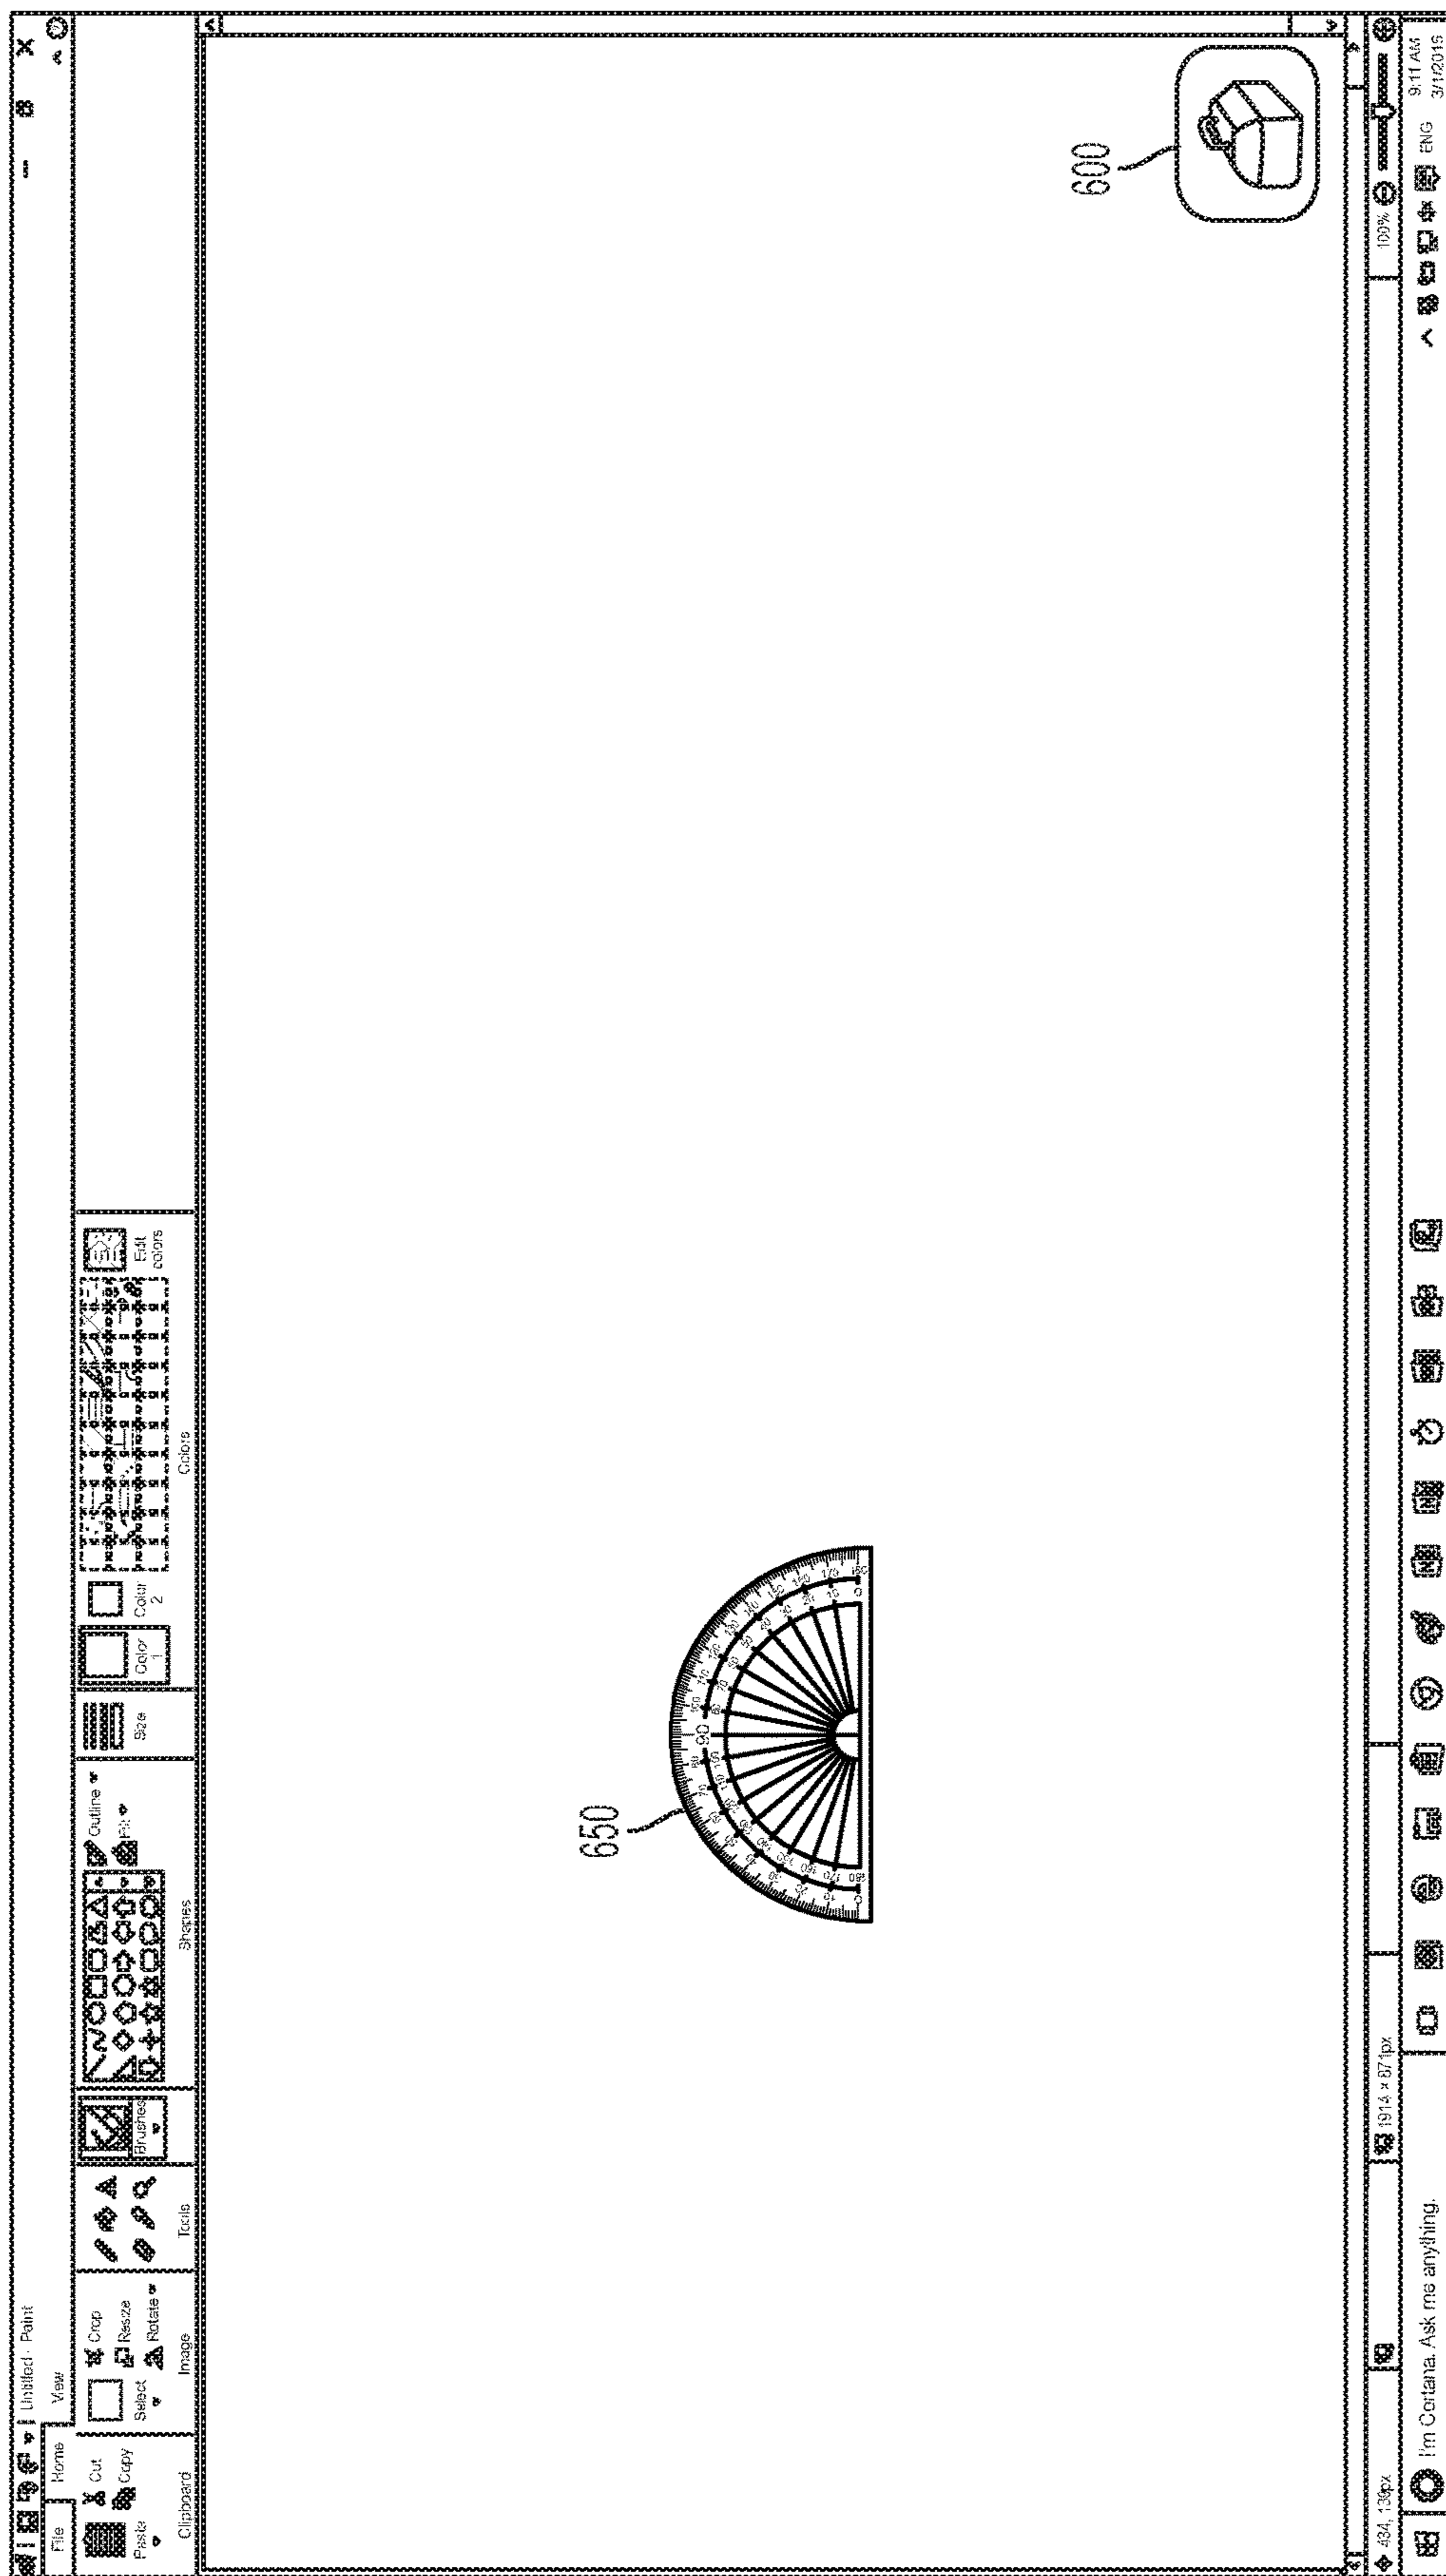 Untitled - Paint
File Home View
Paste
Cut
Copy
Clipboard
Select
Crop
Resize
Rotate
Image
Tools
Brushes
Shapes
Outline
Fill
Size
Color 1
Color 2
Colors
Edit colors
650
90
600
434, 139px
1914 × 871px
100%
I'm Cortana. Ask me anything.
ENG
9:11 AM
3/1/2016